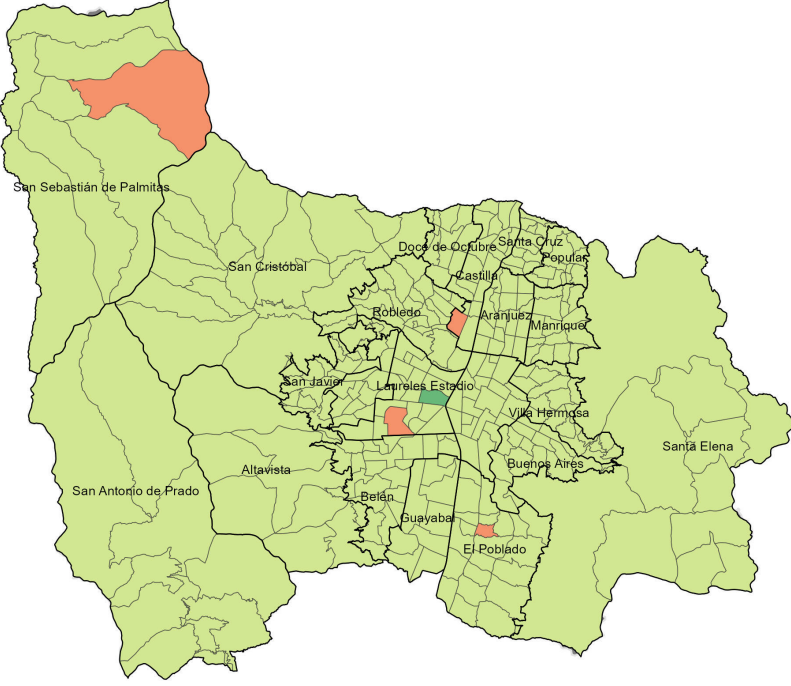 San Sebastián de Palmitas
San Cristóbal
Doce de Octubre
Santa Cruz
Popular
Castilla
Robledo
Aranjuez
Manrique
San Javier
Laureles Estadio
Villa Hermosa
Santa Elena
Buenos Aires
Altavista
San Antonio de Prado
Belén
Guayabal
El Poblado